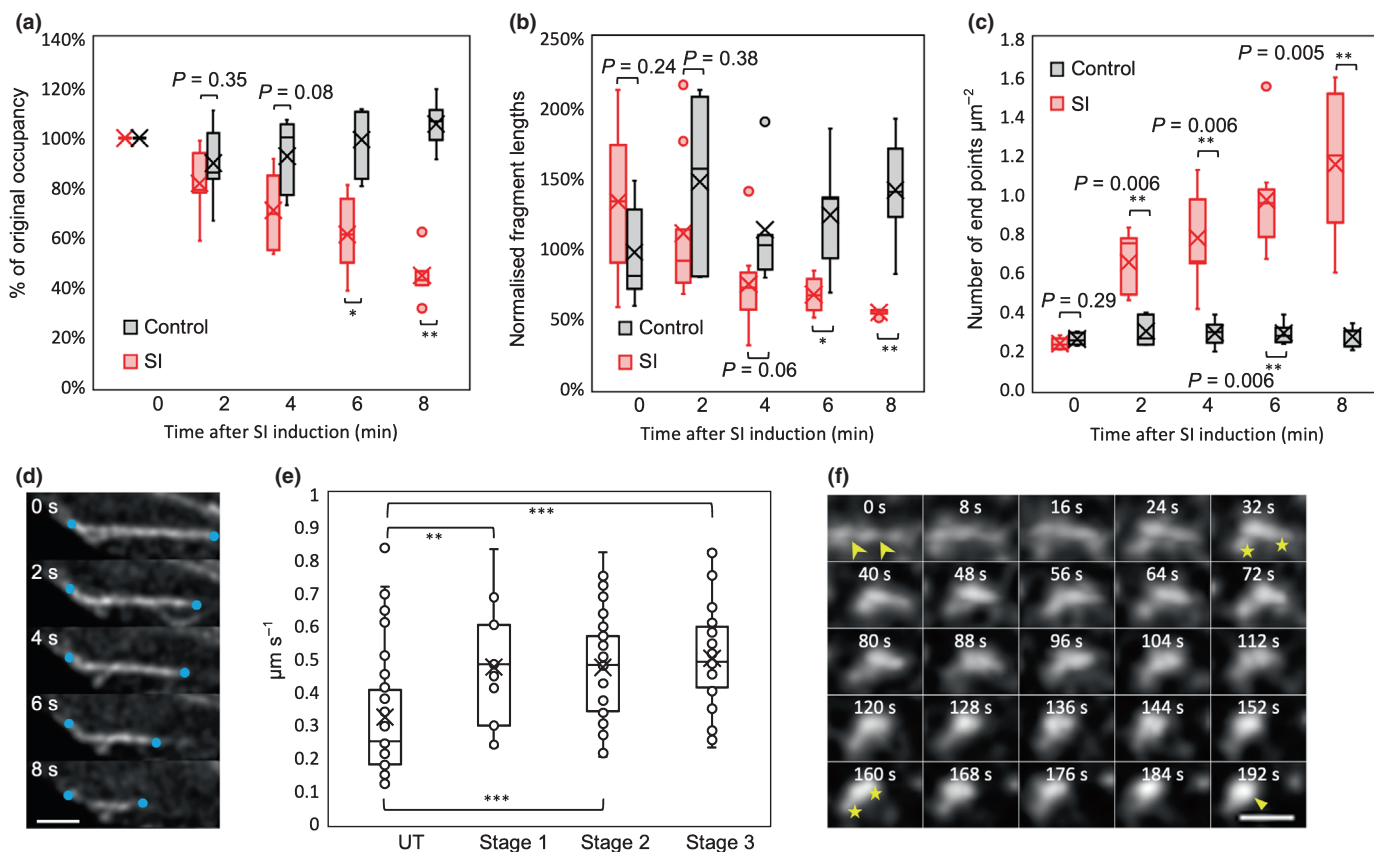 (a)
140%
120%
100%
80%
60%
40%
20%
0%
% of original occupancy
P = 0.35
P = 0.08
*
**
Control
SI
0 2 4 6 8
Time after SI induction (min)
(b)
250%
200%
150%
100%
50%
0%
Normalised fragment lengths
P = 0.24
P = 0.38
P = 0.06
*
**
Control
SI
0 2 4 6 8
Time after SI induction (min)
(c)
1.8
1.6
1.4
1.2
1.0
0.8
0.6
0.4
0.2
0.0
Number of end points µm⁻²
Control
SI
P = 0.005
**
P = 0.006
**
P = 0.006
**
P = 0.29
**
P = 0.006
0 2 4 6 8
Time after SI induction (min)
(d)
0 s
2 s
4 s
6 s
8 s
(e)
1
0.9
0.8
0.7
0.6
0.5
0.4
0.3
0.2
0.1
0
µm s⁻¹
***
**
***
UT Stage 1 Stage 2 Stage 3
(f)
0 s 8 s 16 s 24 s 32 s
40 s 48 s 56 s 64 s 72 s
80 s 88 s 96 s 104 s 112 s
120 s 128 s 136 s 144 s 152 s
160 s 168 s 176 s 184 s 192 s